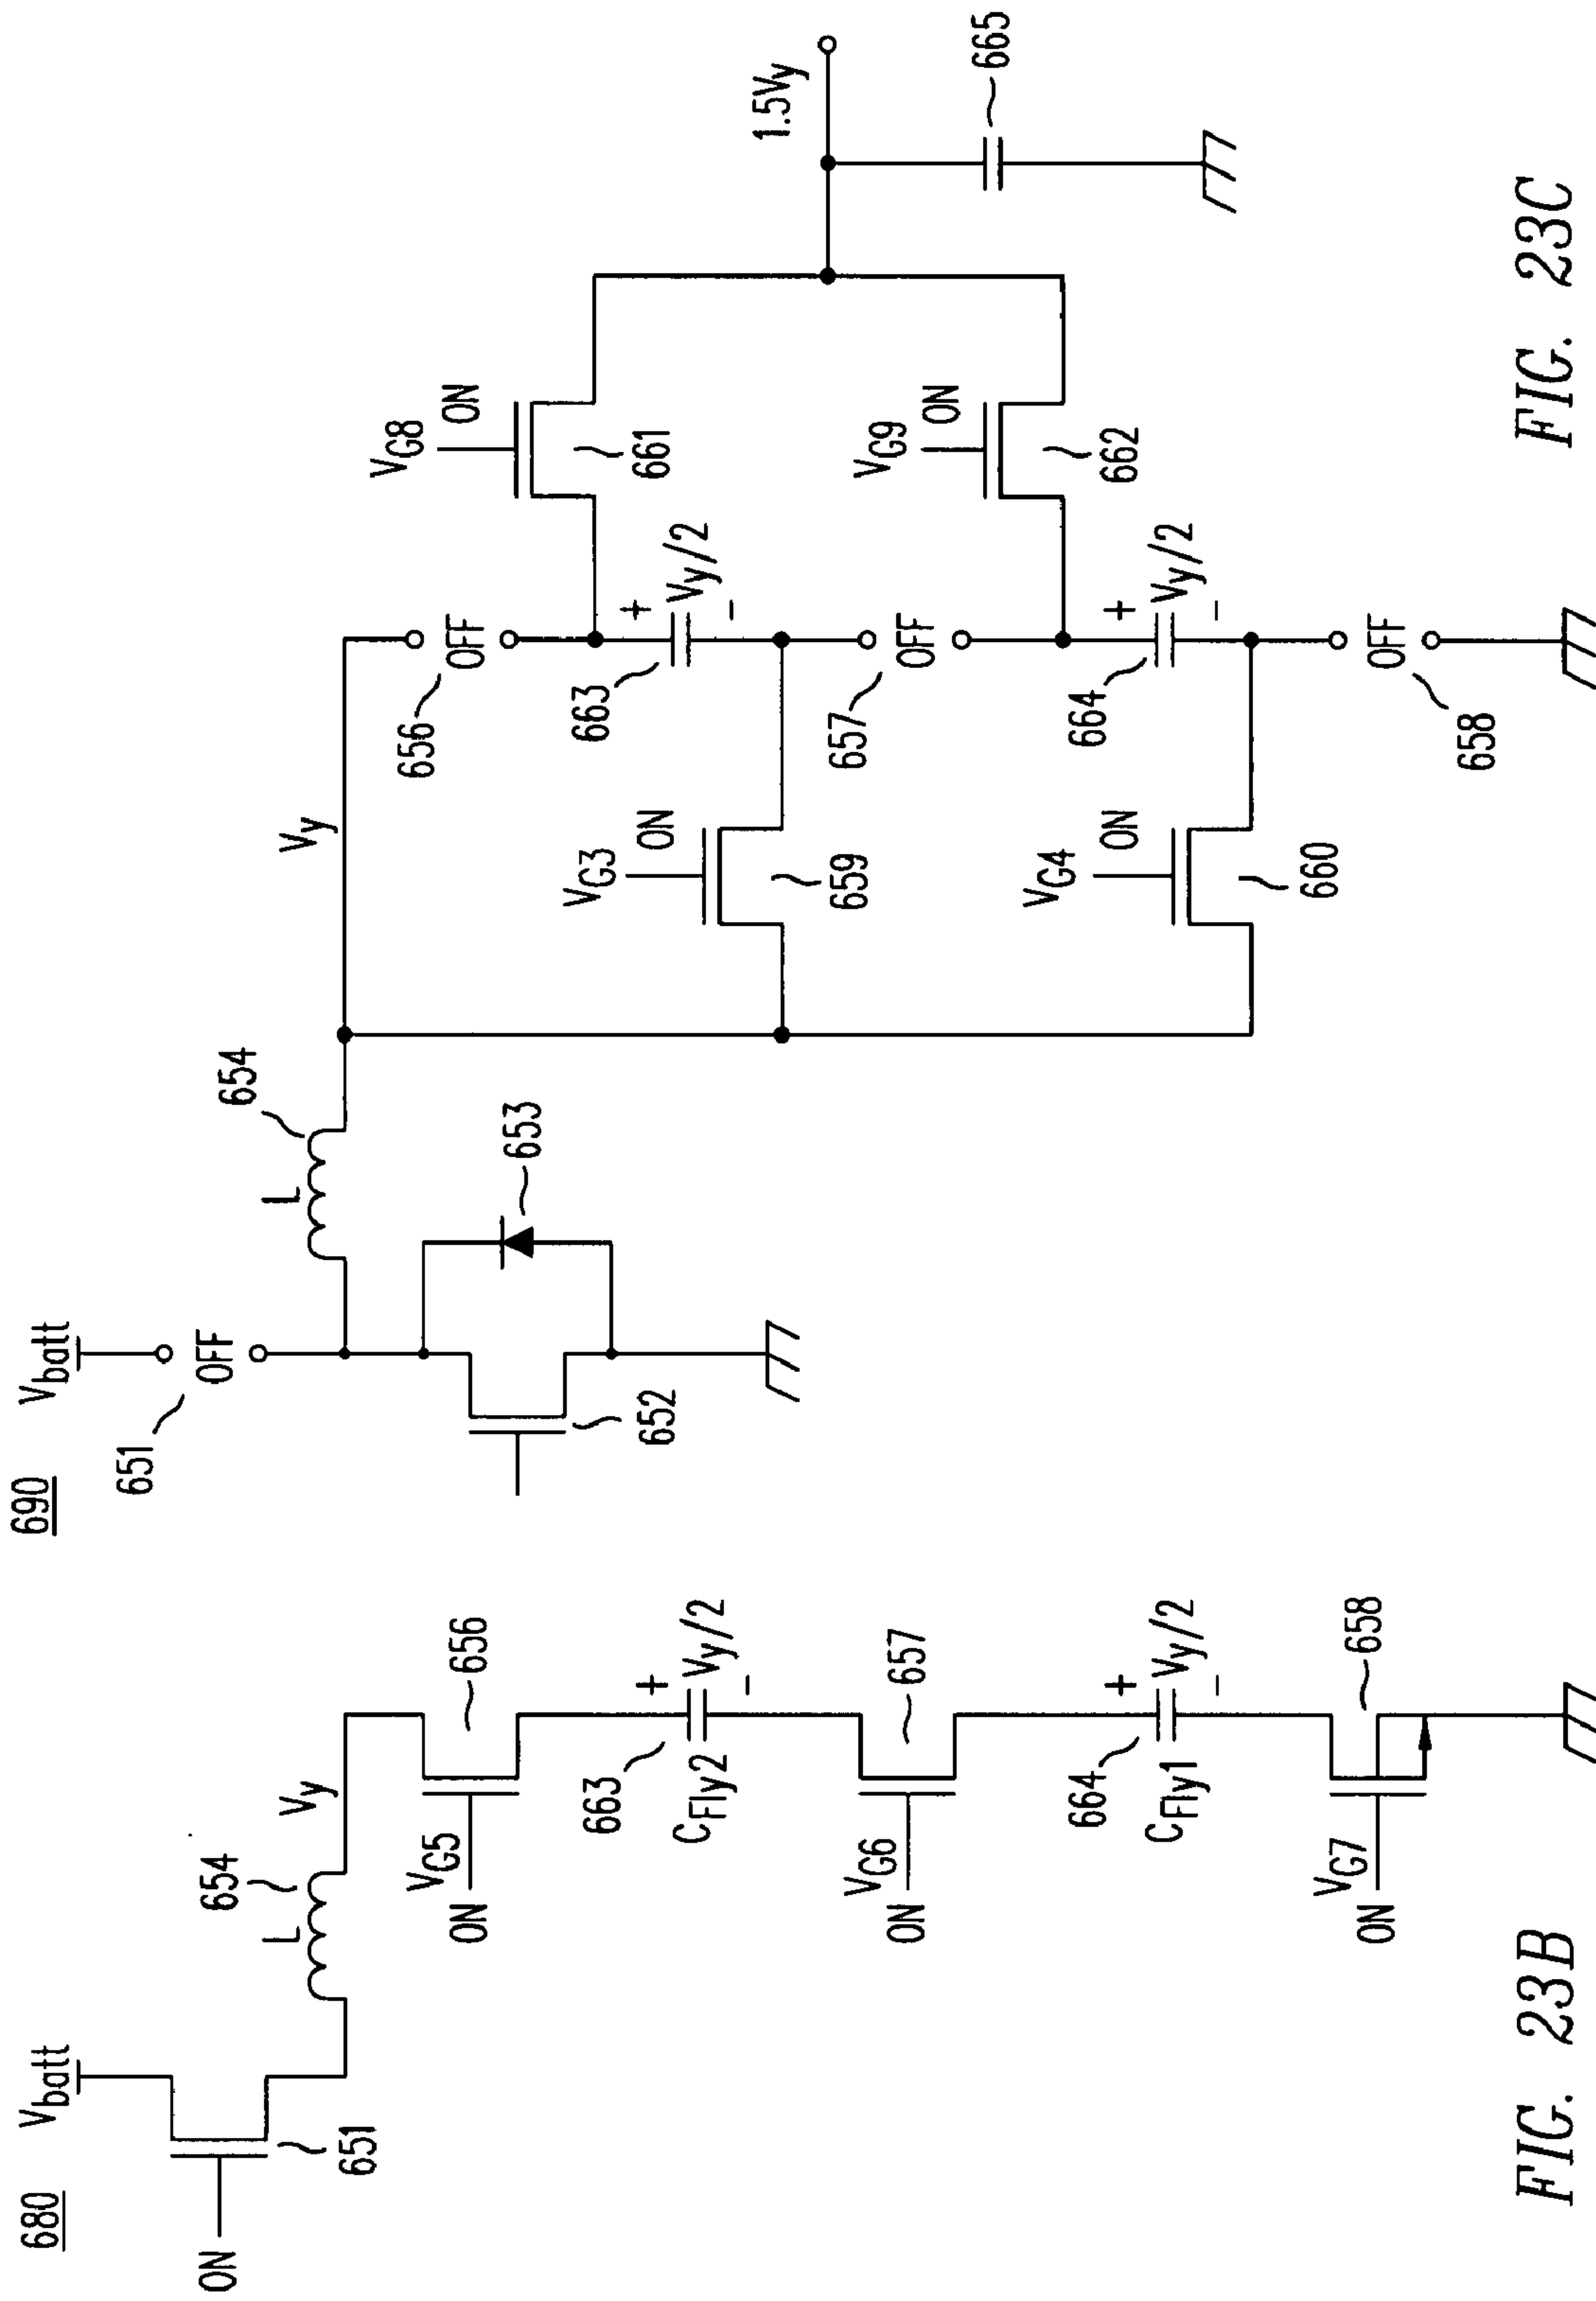 680
Vbatt
ON
651
L
654
Vy
VG5
ON
656
663
CFly2
+
Vy/2
-
VG6
ON
657
664
CFly1
+
Vy/2
-
VG7
ON
658
FIG. 23B
690
Vbatt
651
OFF
652
653
L
654
Vy
656
OFF
VG8
ON
661
663
+
Vy/2
-
VG3
ON
659
657
OFF
VG9
ON
662
664
+
Vy/2
-
VG4
ON
660
658
OFF
1.5Vy
665
FIG. 23C